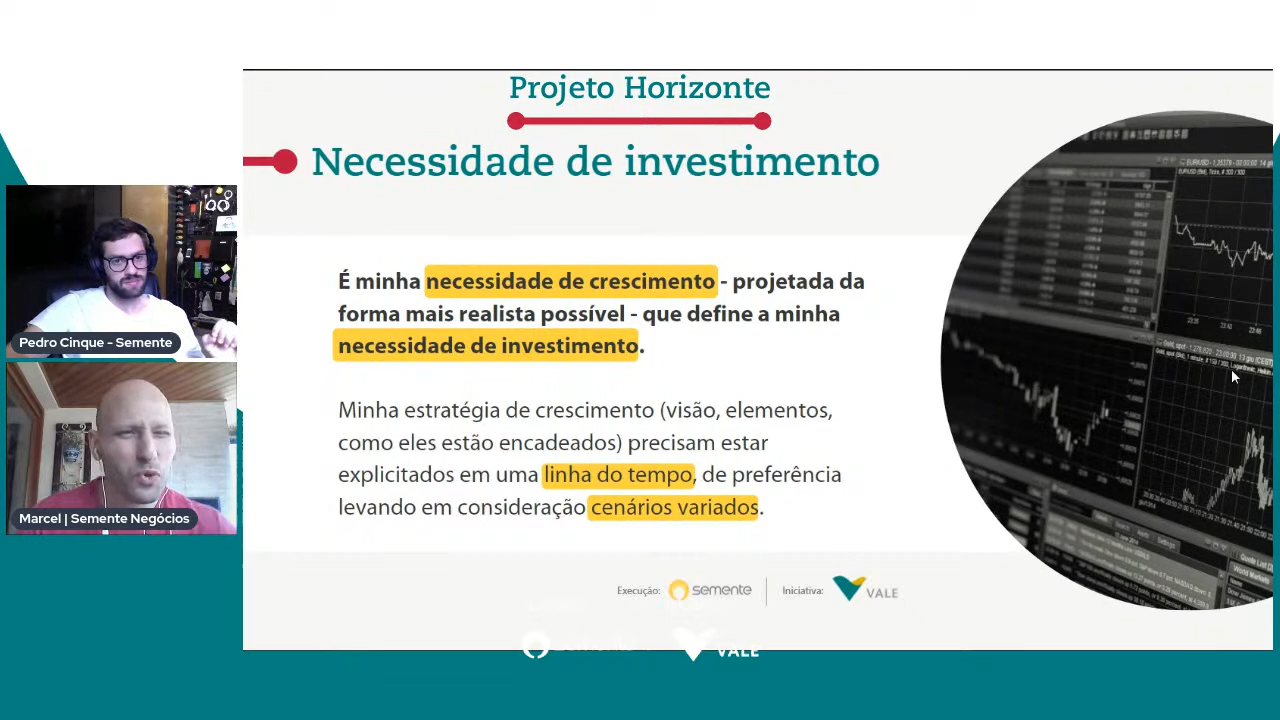 Projeto Horizonte
Necessidade de investimento
É minha necessidade de crescimento - projetada da
forma mais realista possível - que define a minha
necessidade de investimento.
Minha estratégia de crescimento (visão, elementos,
como eles estão encadeados) precisam estar
explicitados em uma linha do tempo, de preferência
levando em consideração cenários variados.
Pedro Cinque - Semente
Marcel | Semente Negócios
Execução: semente Iniciativa: VALE
VALE